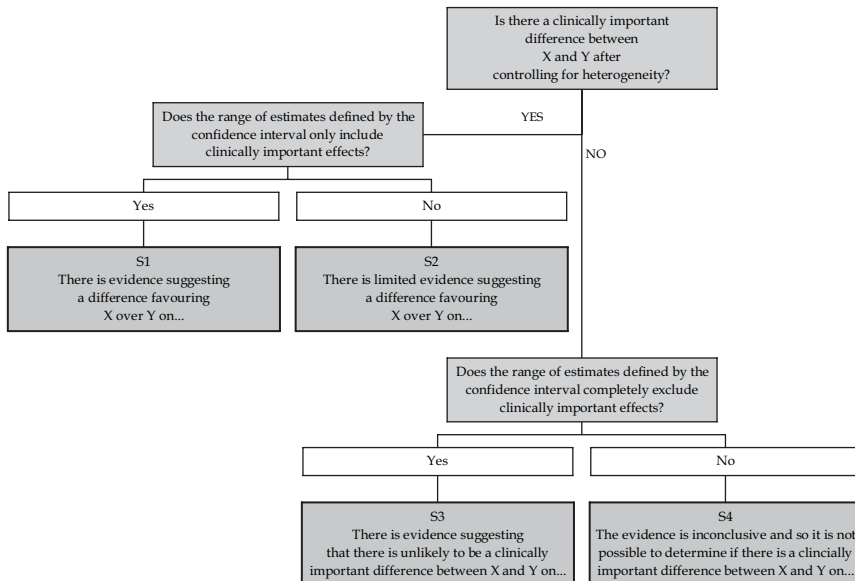 Is there a clinically important
difference between
X and Y after
controlling for heterogeneity?
YES
Does the range of estimates defined by the
confidence interval only include
clinically important effects?
NO
Yes
No
S1
There is evidence suggesting
a difference favouring
X over Y on...
S2
There is limited evidence suggesting
a difference favouring
X over Y on...
Does the range of estimates defined by the
confidence interval completely exclude
clinically important effects?
Yes
No
S3
There is evidence suggesting
that there is unlikely to be a clinically
important difference between X and Y on...
S4
The evidence is inconclusive and so it is not
possible to determine if there is a clincially
important difference between X and Y on...